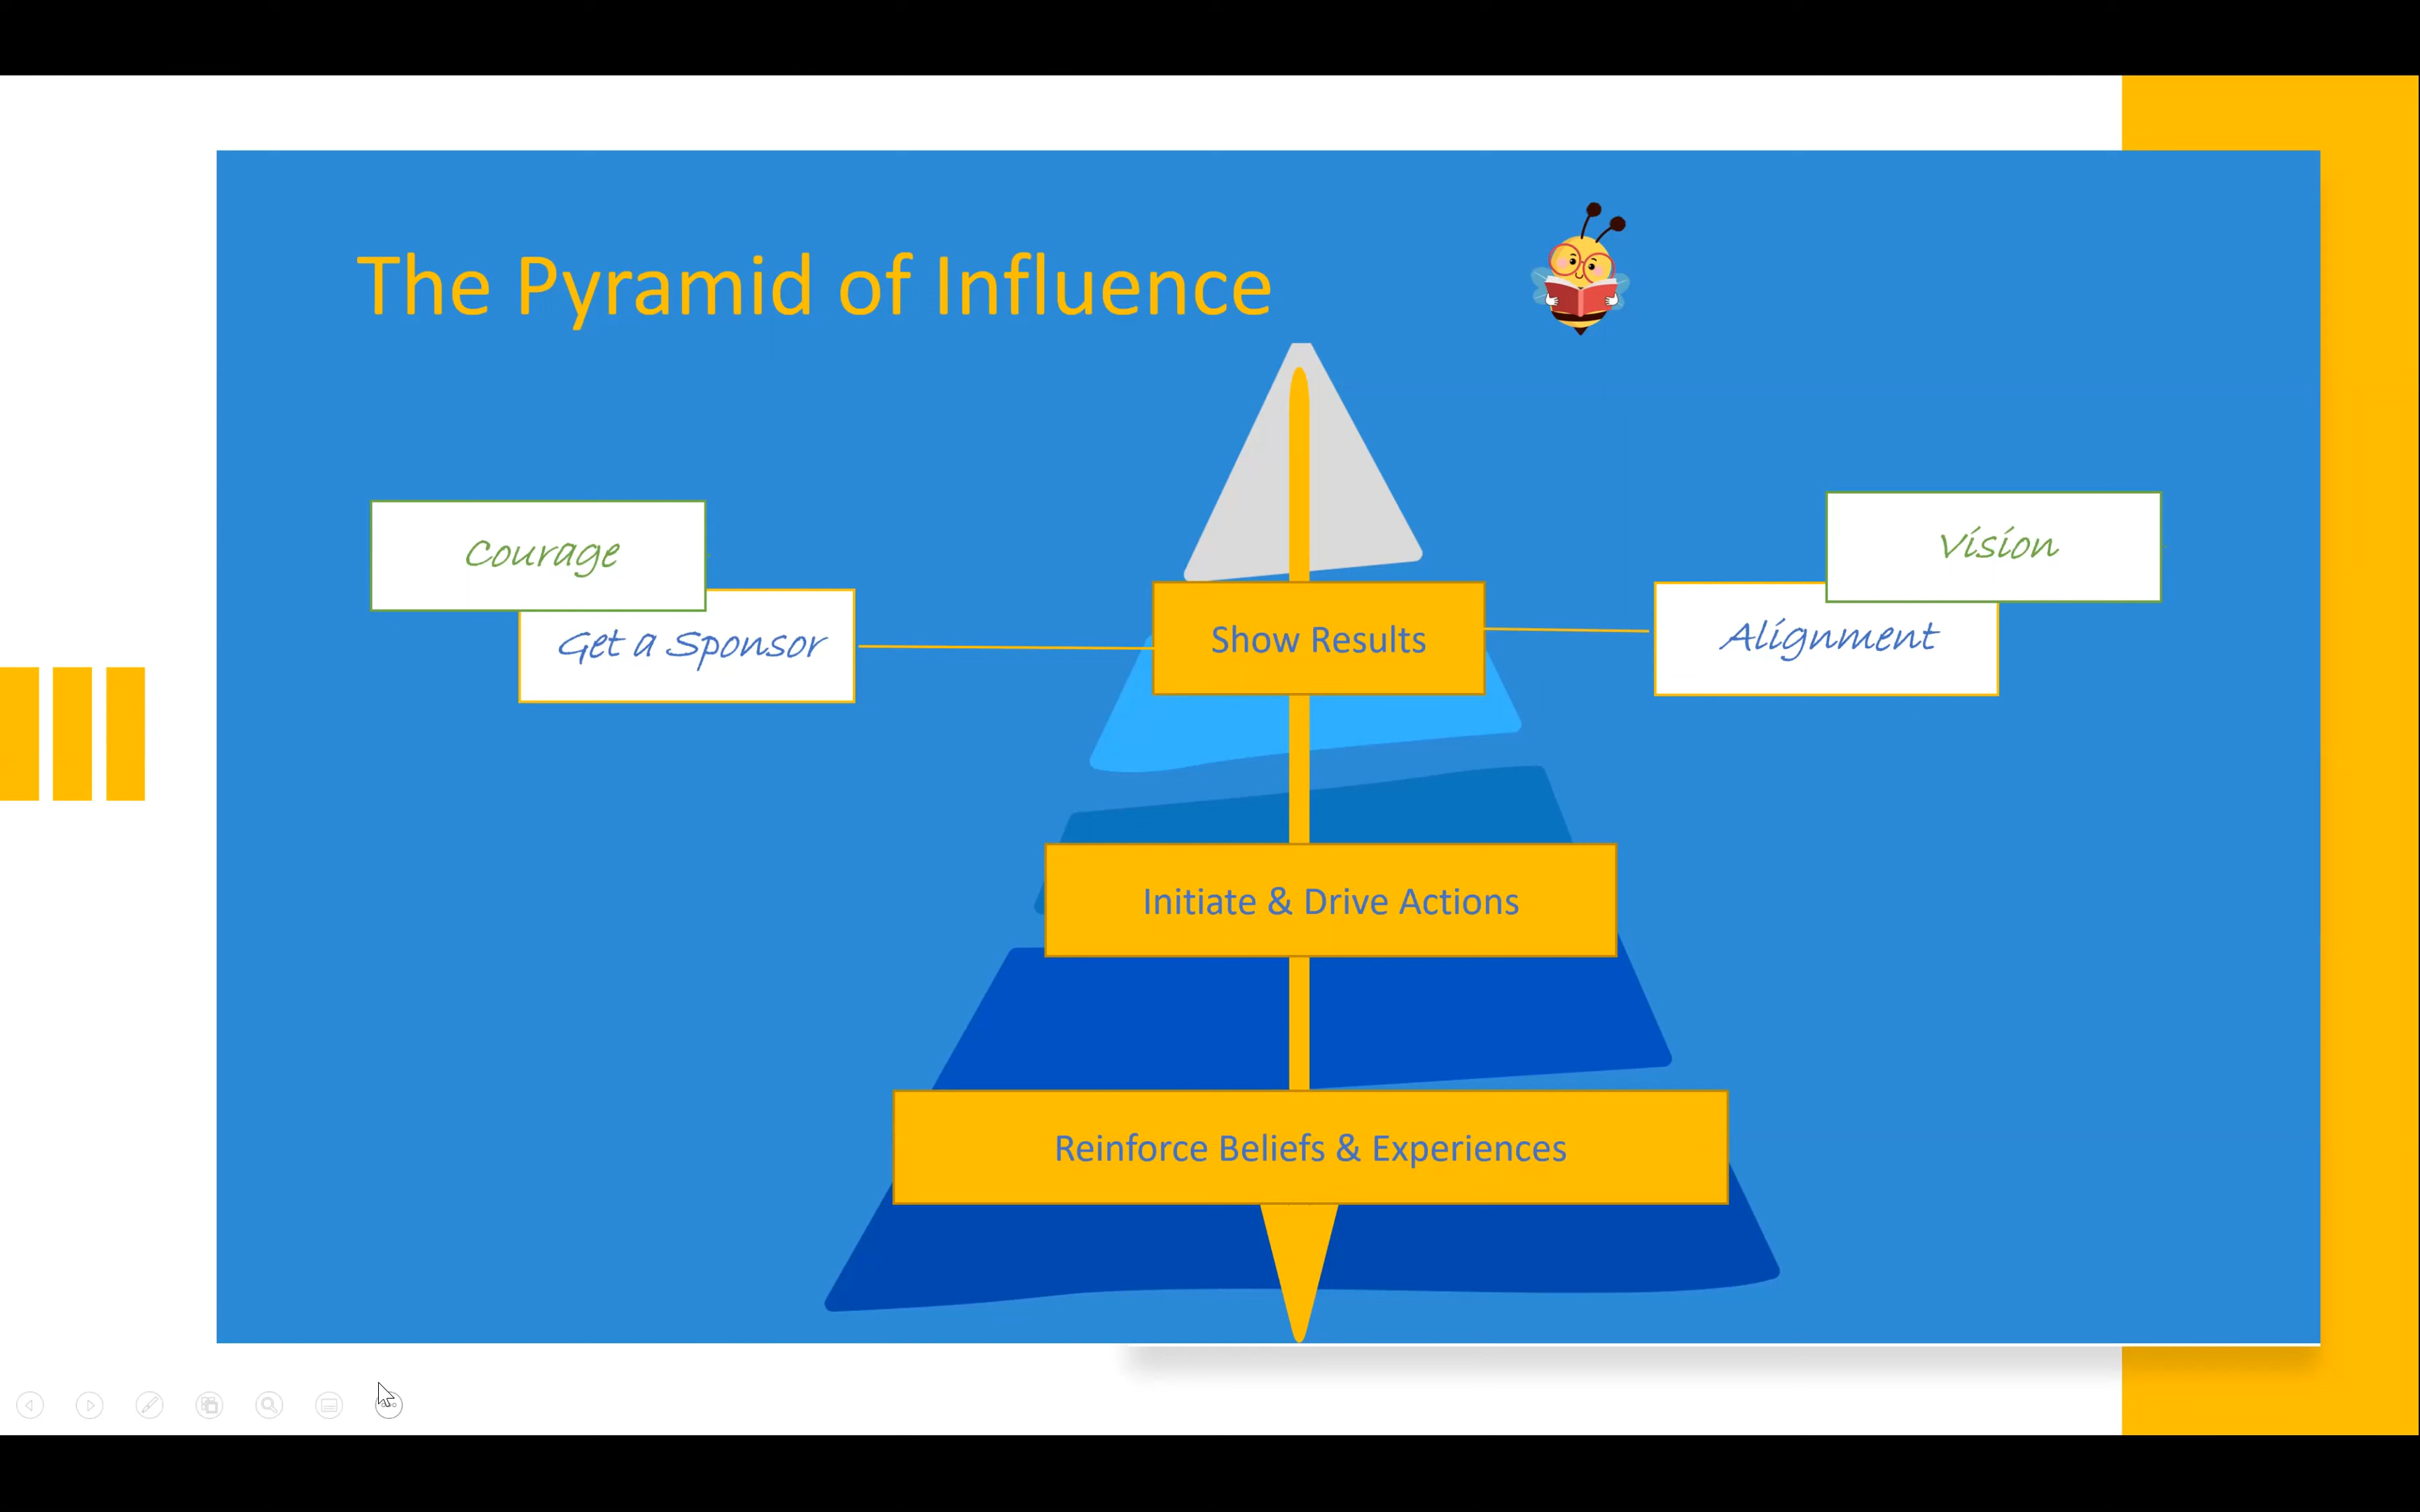 The Pyramid of Influence
Courage
Vision
Get a Sponsor
Show Results
Alignment
Initiate & Drive Actions
Reinforce Beliefs & Experiences